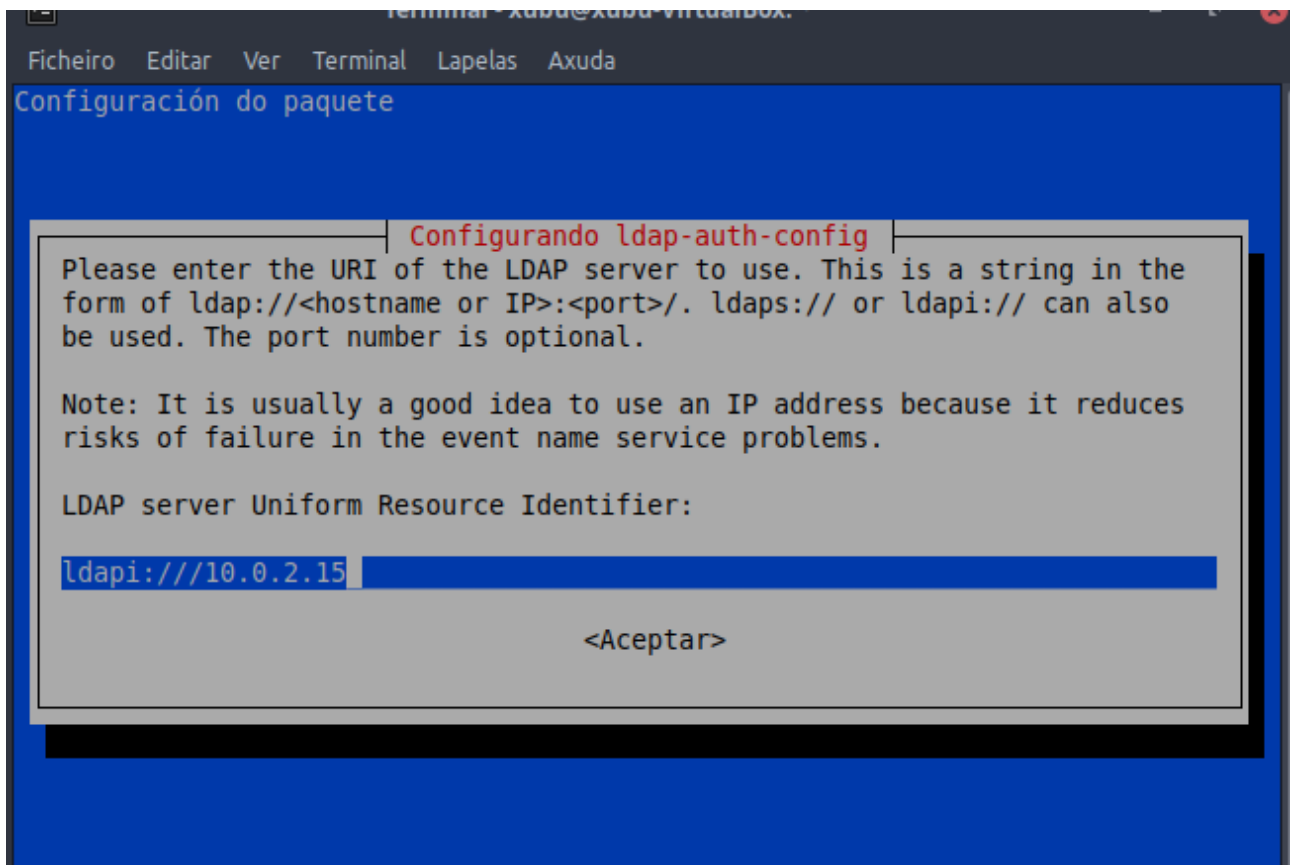 Terminal - xubu@xubu-VirtualBox: ~
Ficheiro Editar Ver Terminal Lapelas Axuda
Configuración do paquete
Configurando ldap-auth-config
Please enter the URI of the LDAP server to use. This is a string in the
form of ldap://<hostname or IP>:<port>/. ldaps:// or ldapi:// can also
be used. The port number is optional.
Note: It is usually a good idea to use an IP address because it reduces
risks of failure in the event name service problems.
LDAP server Uniform Resource Identifier:
ldapi:///10.0.2.15
<Aceptar>